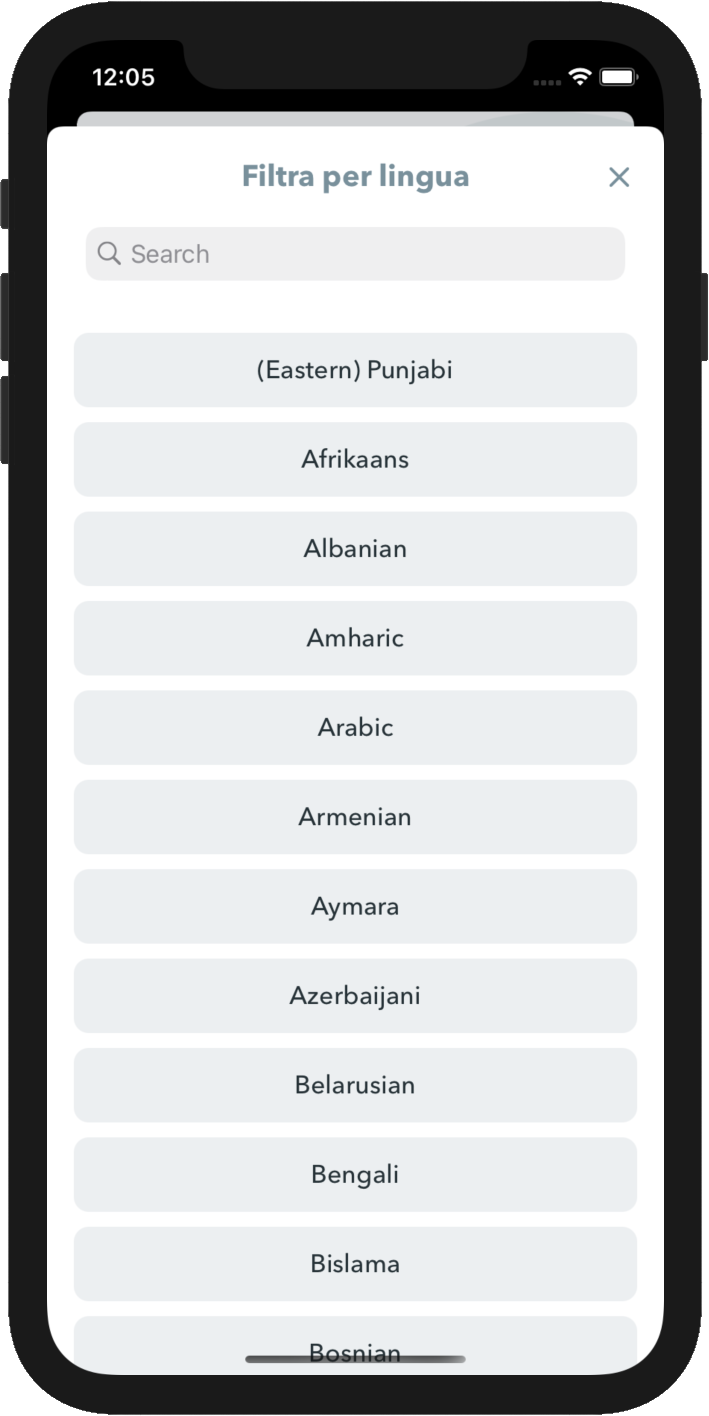 12:05
Filtra per lingua
Search
(Eastern) Punjabi
Afrikaans
Albanian
Amharic
Arabic
Armenian
Aymara
Azerbaijani
Belarusian
Bengali
Bislama
Bosnian